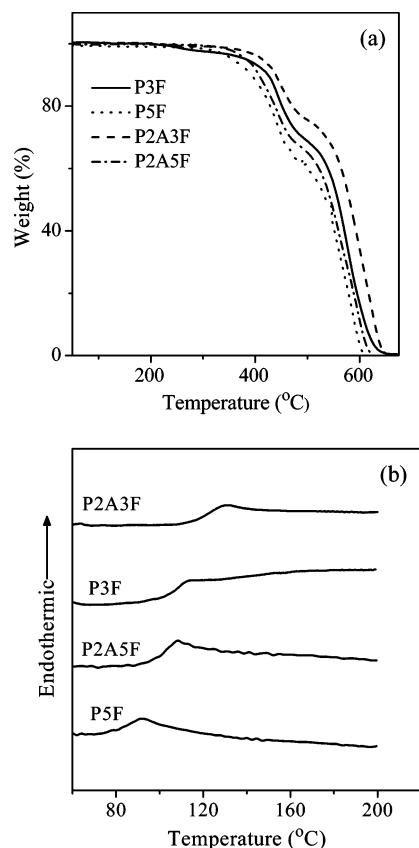 (a)
P3F
P5F
P2A3F
P2A5F
Weight (%)
80
40
0
200 400 600
Temperature (°C)
(b)
P2A3F
P3F
P2A5F
P5F
Endothermic
80 120 160 200
Temperature (°C)